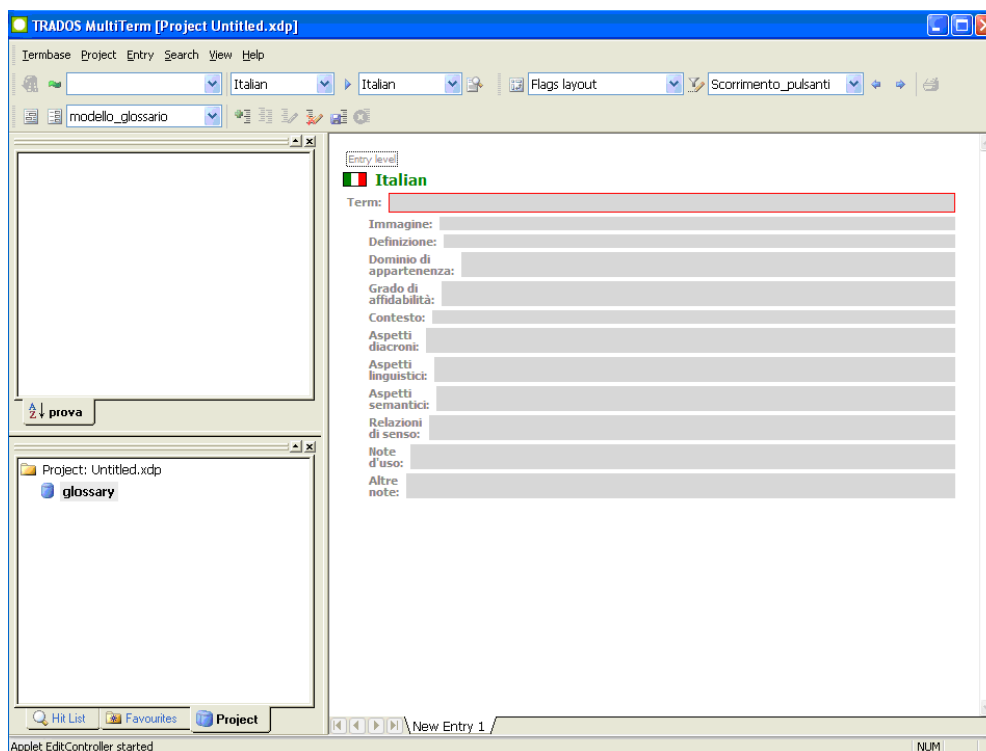 TRADOS MultiTerm [Project Untitled.xdp]
Termbase Project Entry Search View Help
Italian Italian Flags layout Scorrimento_pulsanti
modello_glossario
Entry level
Italian
Term:
Immagine:
Definizione:
Dominio di
appartenenza:
Grado di
affidabilità:
Contesto:
Aspetti
diacroni:
Aspetti
linguistici:
Aspetti
semantici:
Relazioni
di senso:
Note
d'uso:
Altre
note:
prova
Project: Untitled.xdp
glossary
Hit List Favourites Project
New Entry 1
Applet EditController started NUM